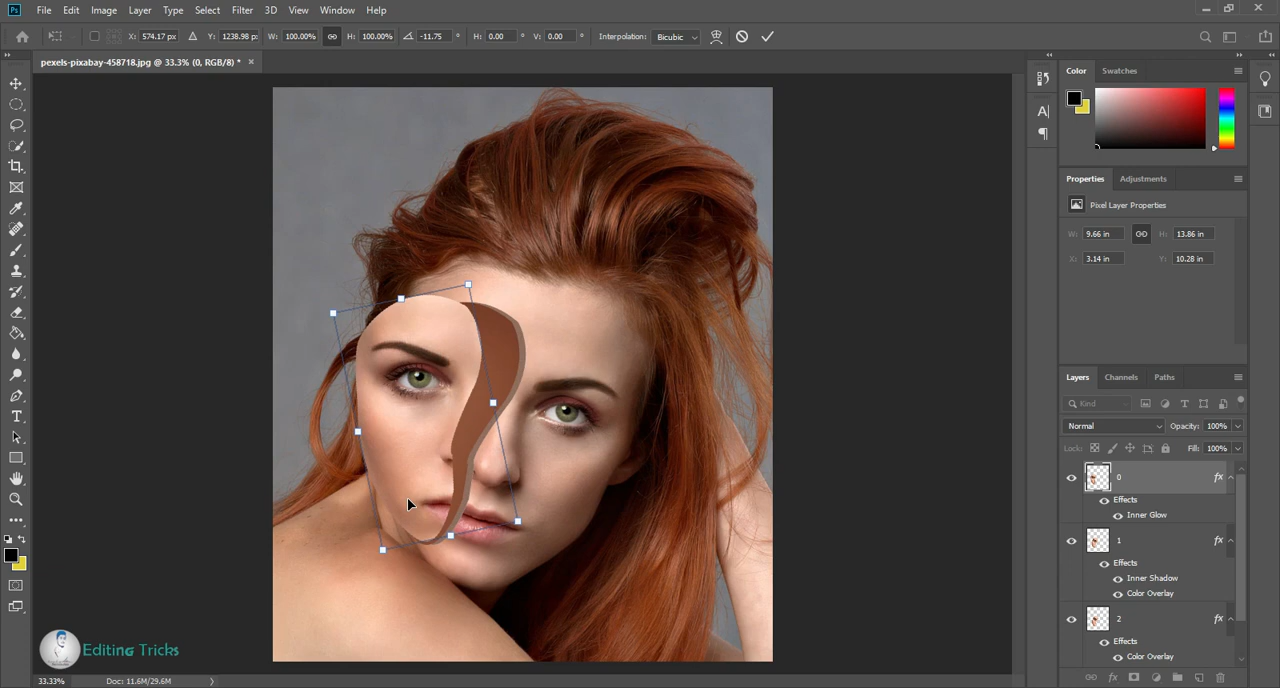 Ps File Edit Image Layer Type Select Filter 3D View Window Help
X: 574.17 px Y: 1238.98 px W: 100.00% H: 100.00% -11.75 ° H: 0.00 ° V: 0.00 ° Interpolation: Bicubic
pexels-pixabay-458718.jpg @ 33.3% (0, RGB/8) * ×
Color Swatches
Properties Adjustments
Pixel Layer Properties
W: 9.66 in H: 13.86 in
X: 3.14 in Y: 10.28 in
Layers Channels Paths
Kind
Normal Opacity: 100%
Lock: Fill: 100%
0 fx
Effects
Inner Glow
1 fx
Effects
Inner Shadow
Color Overlay
2 fx
Effects
Color Overlay
fx
Editing Tricks
33.33% Doc: 11.6M/29.6M